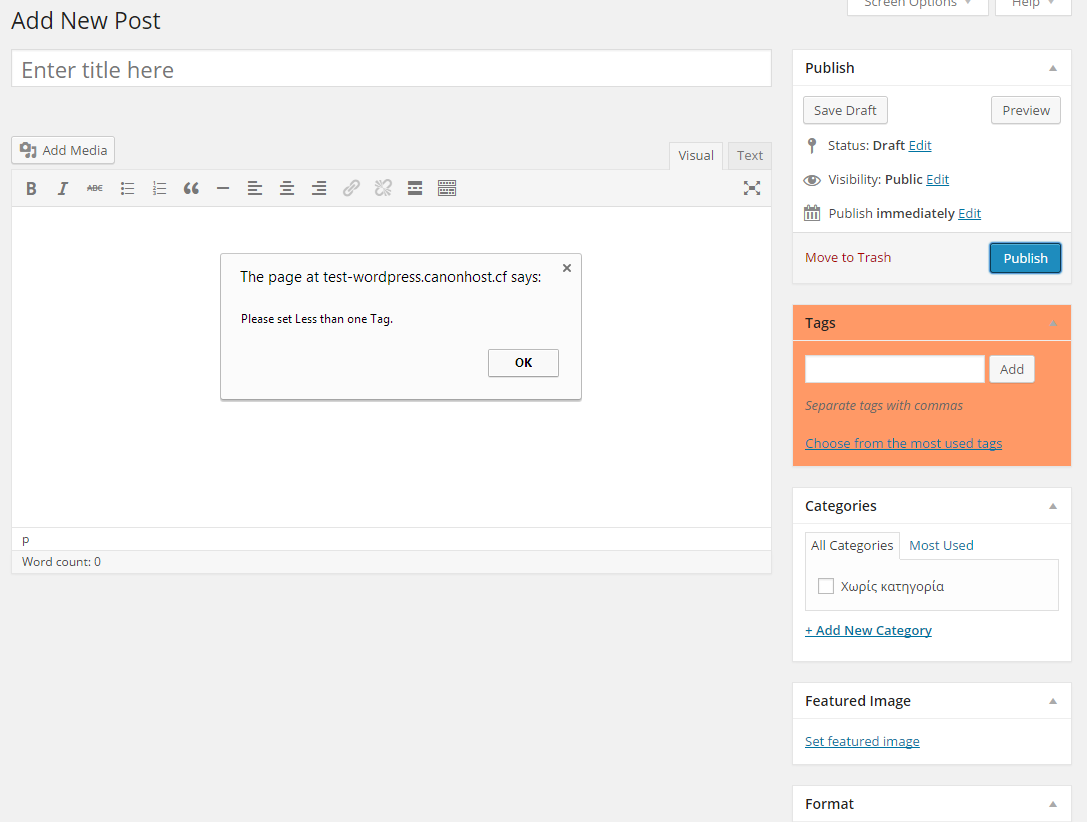 Add New Post
Screen Options
Help
Enter title here
Add Media
Visual
Text
B I ABC
The page at test-wordpress.canonhost.cf says:
Please set Less than one Tag.
OK
p
Word count: 0
Publish
Save Draft
Preview
Status: Draft Edit
Visibility: Public Edit
Publish immediately Edit
Move to Trash
Publish
Tags
Add
Separate tags with commas
Choose from the most used tags
Categories
All Categories
Most Used
Χωρίς κατηγορία
+ Add New Category
Featured Image
Set featured image
Format